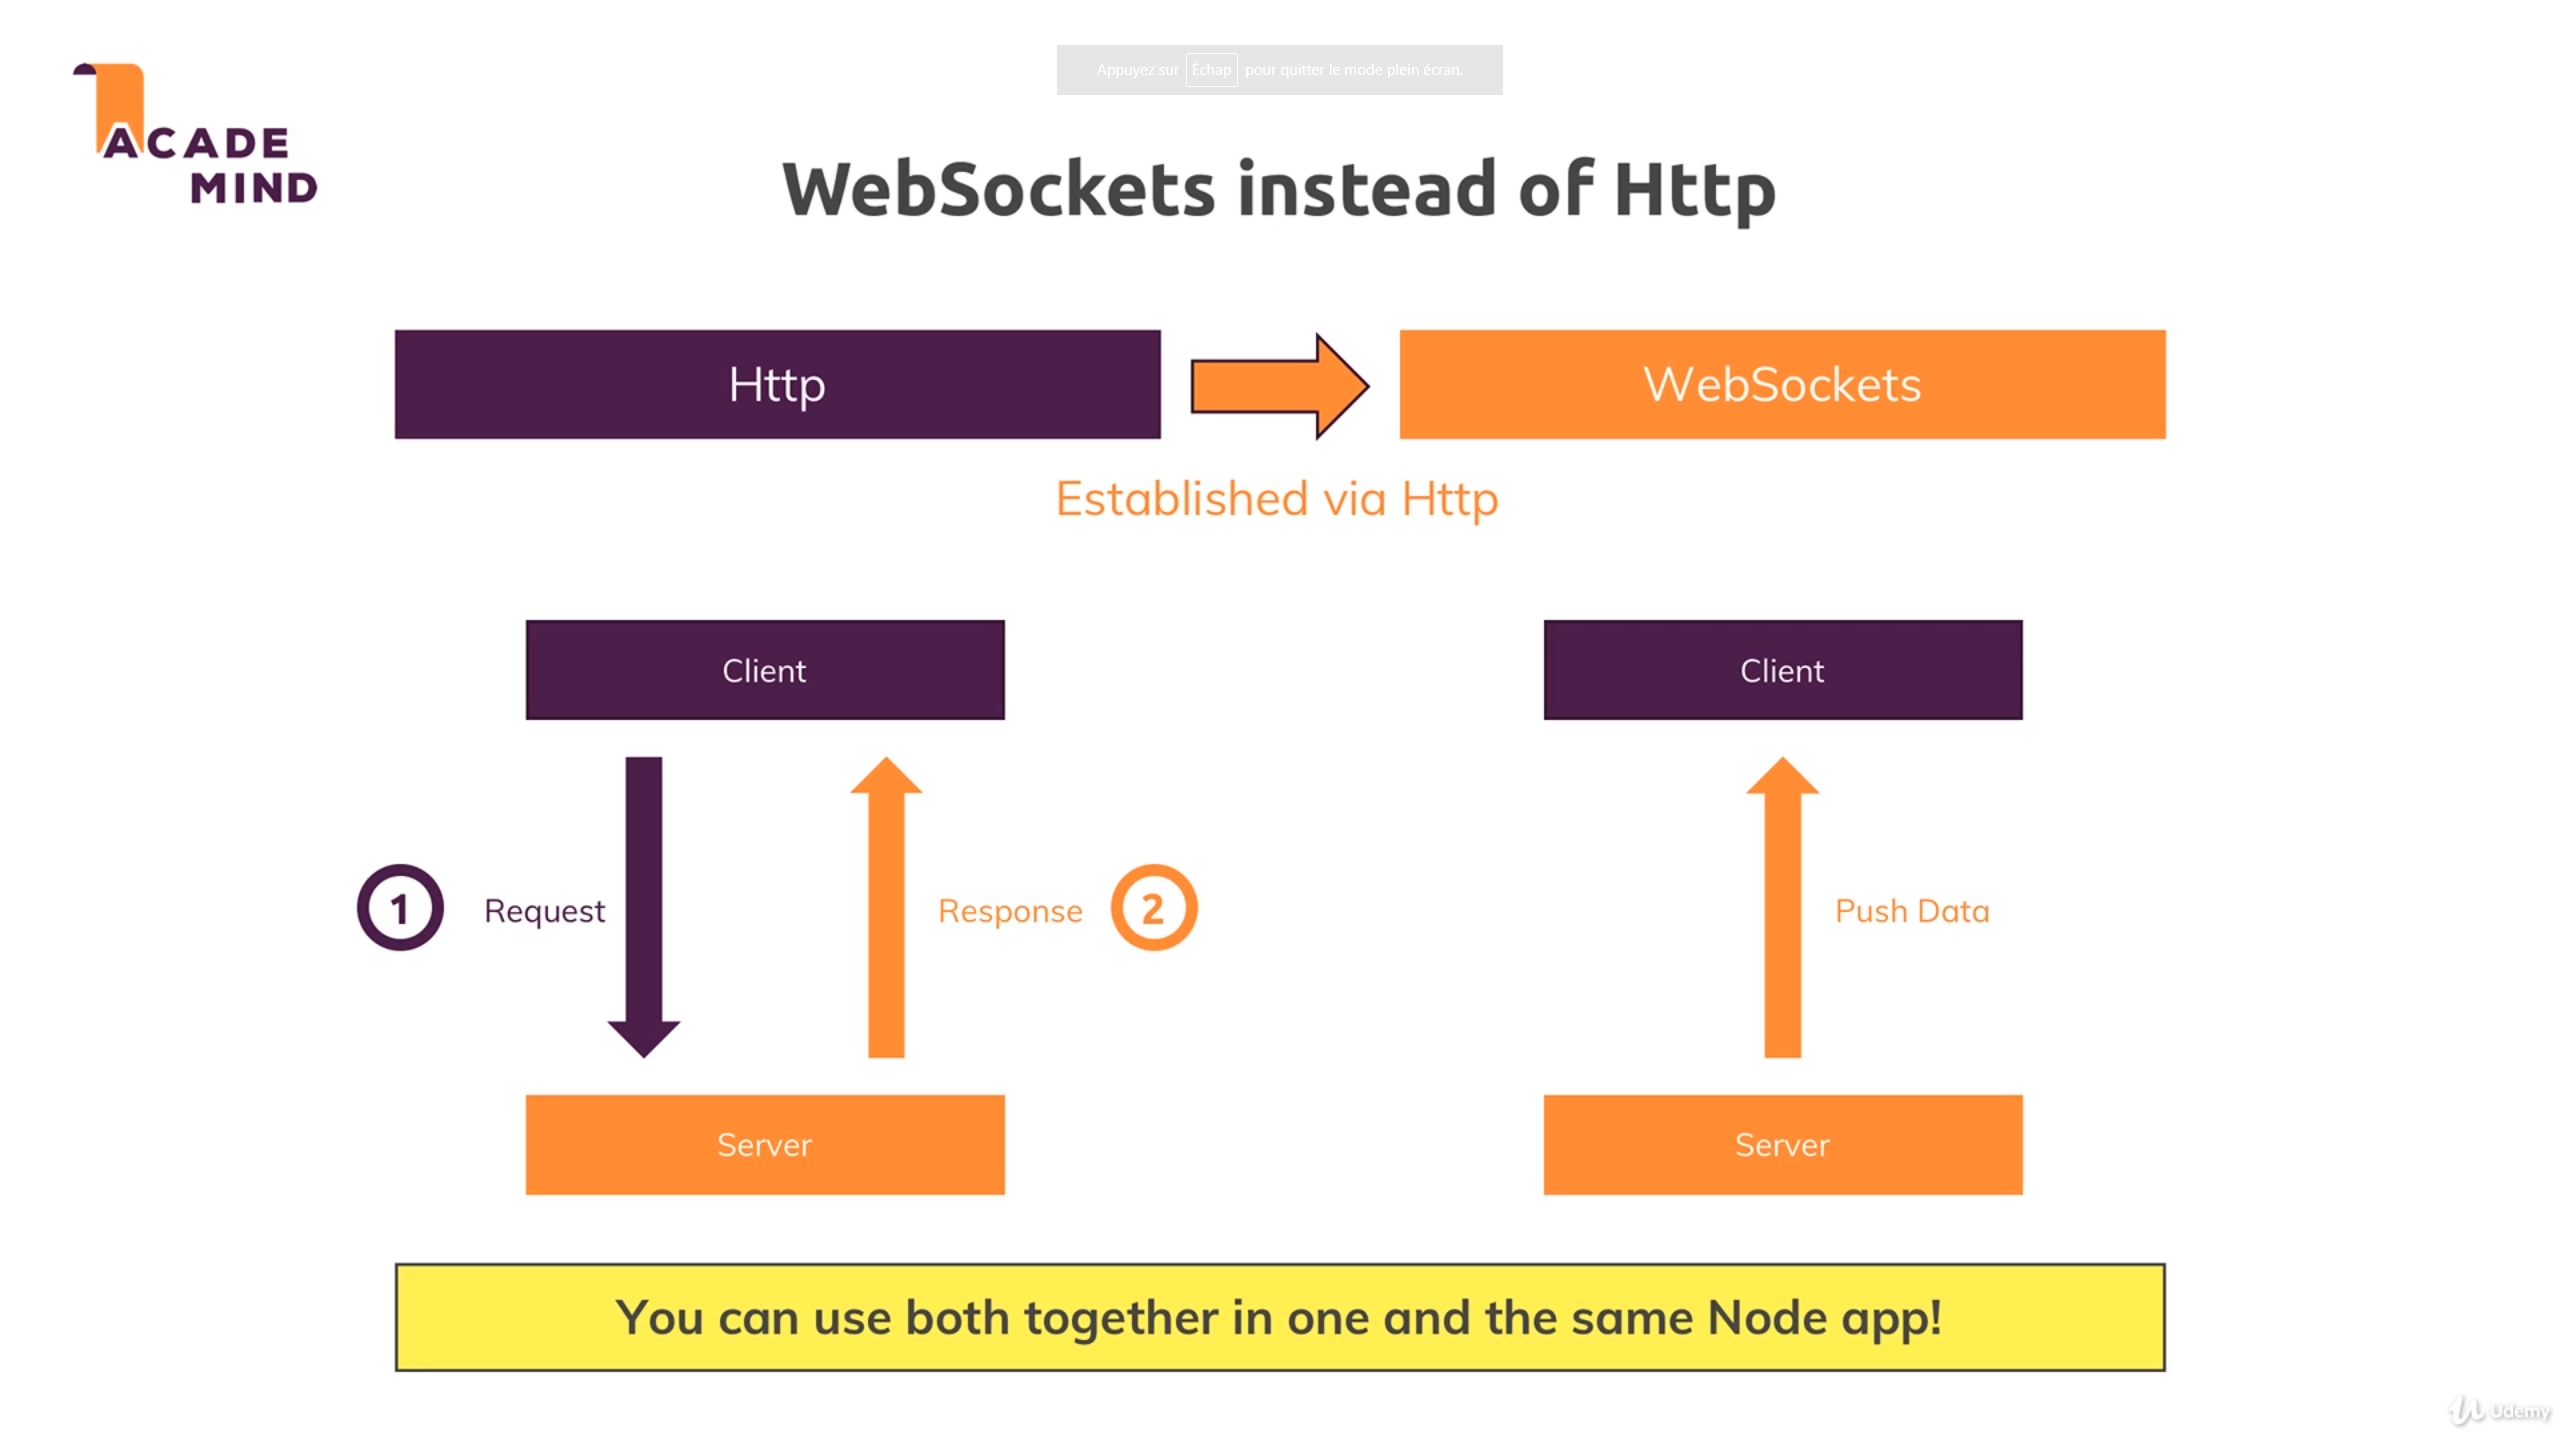 Appuyez sur Échap pour quitter le mode plein écran.
ACADE
MIND
WebSockets instead of Http
Http
WebSockets
Established via Http
Client
Client
1
Request
Response
2
Push Data
Server
Server
You can use both together in one and the same Node app!
Udemy